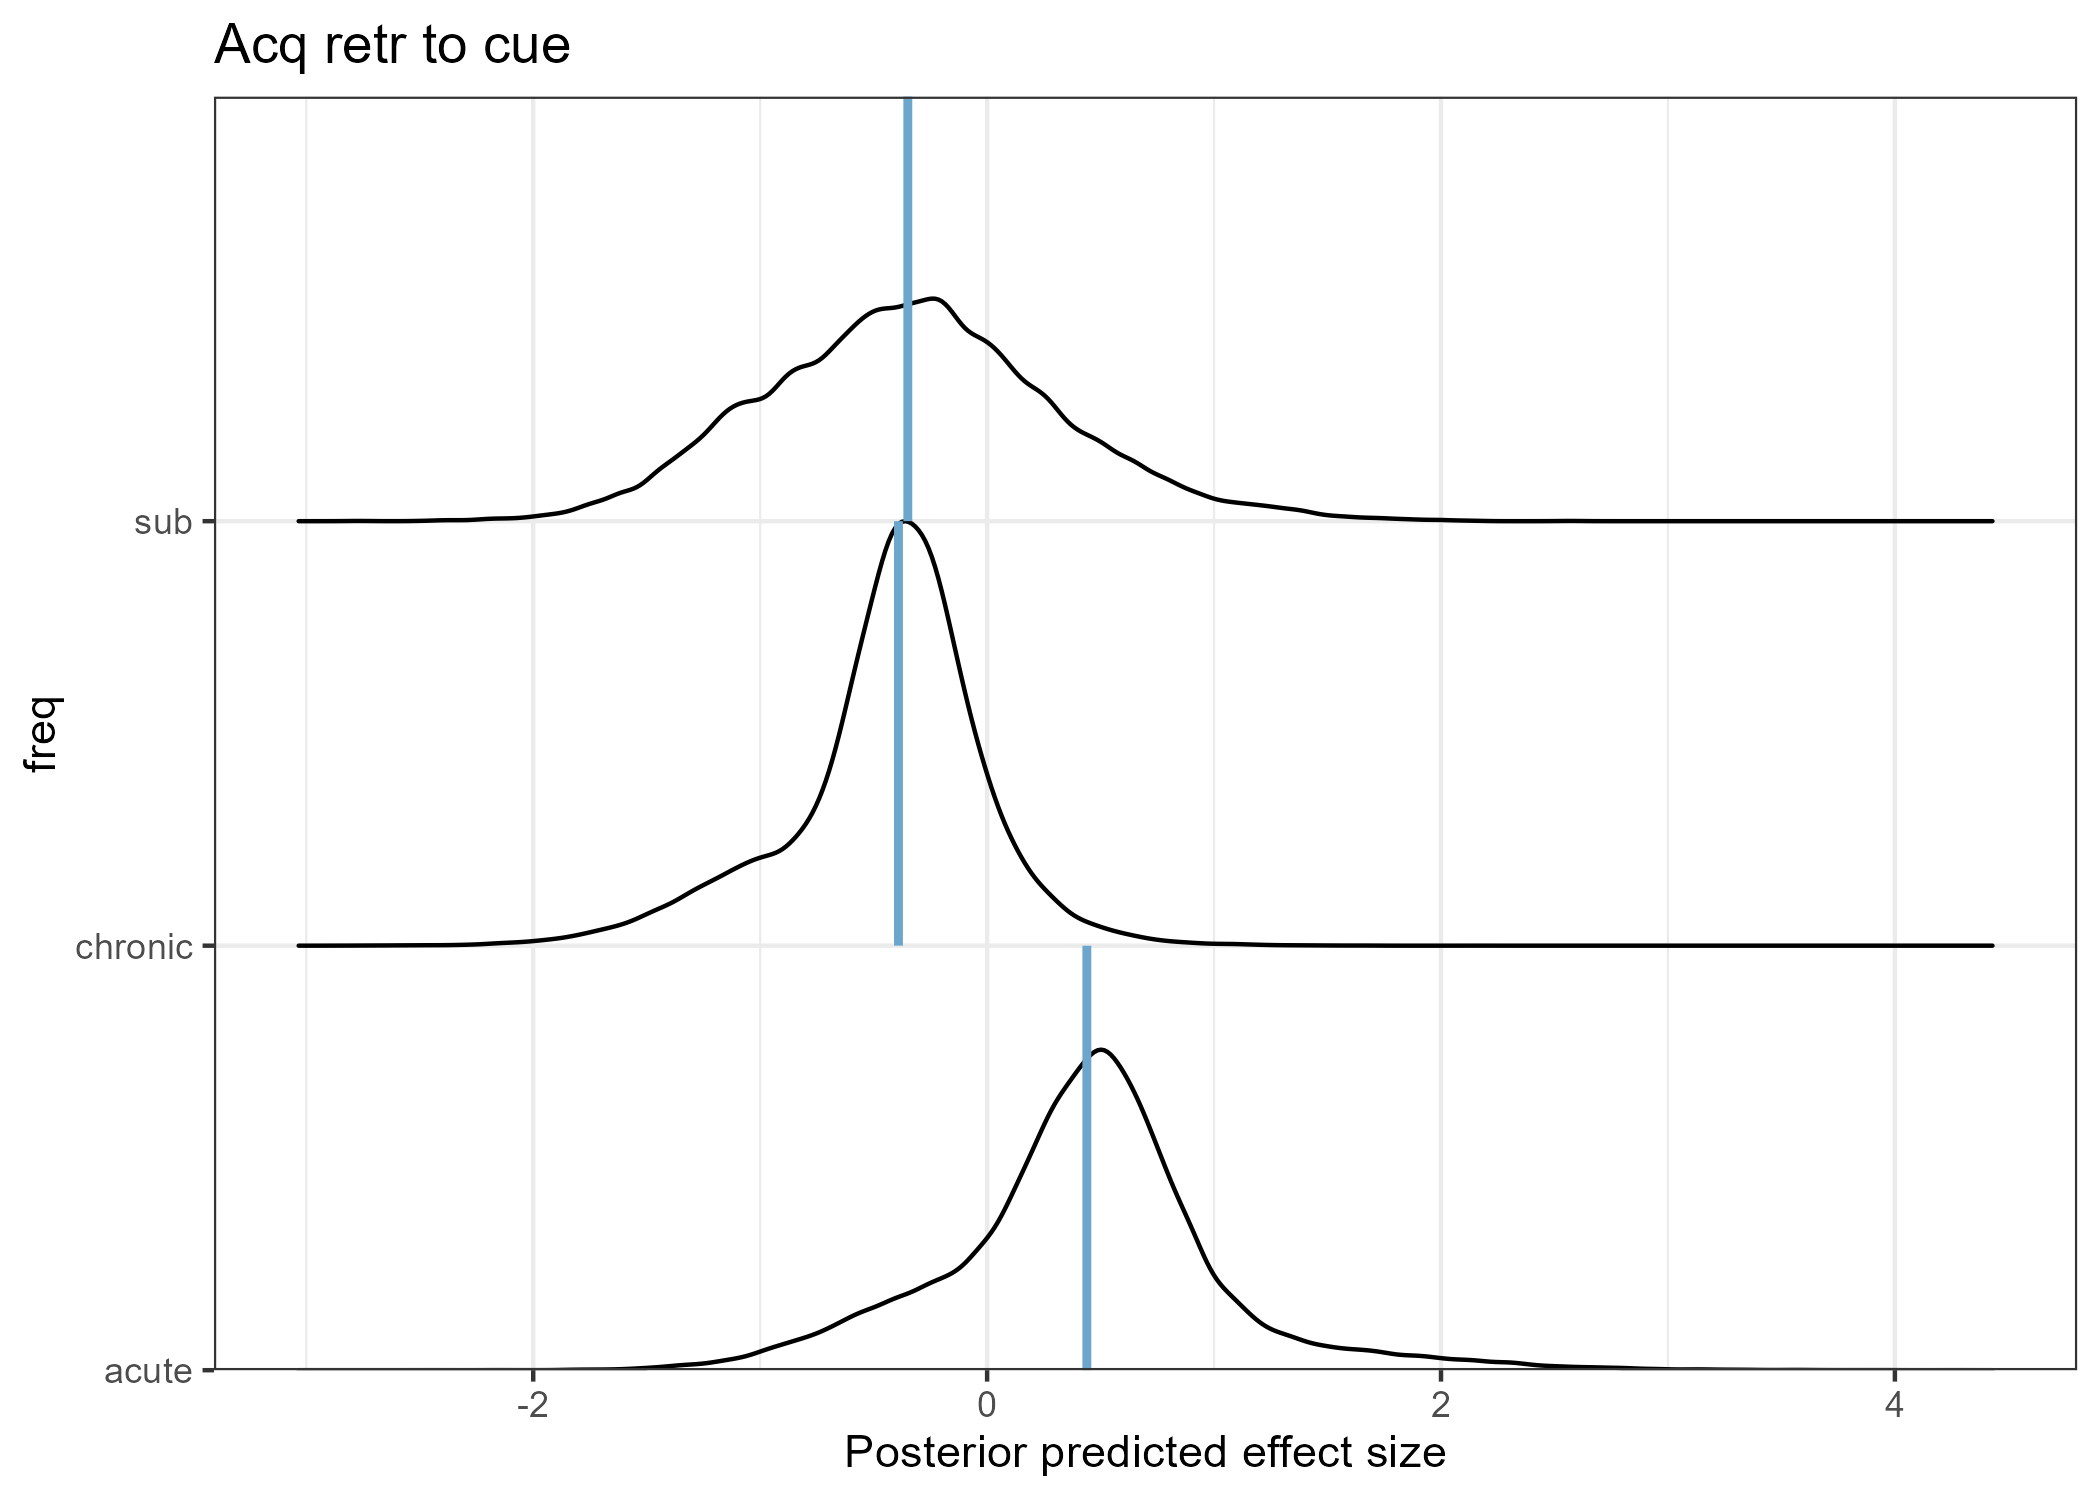 Acq retr to cue
freq
sub
chronic
acute
-2 0 2 4
Posterior predicted effect size